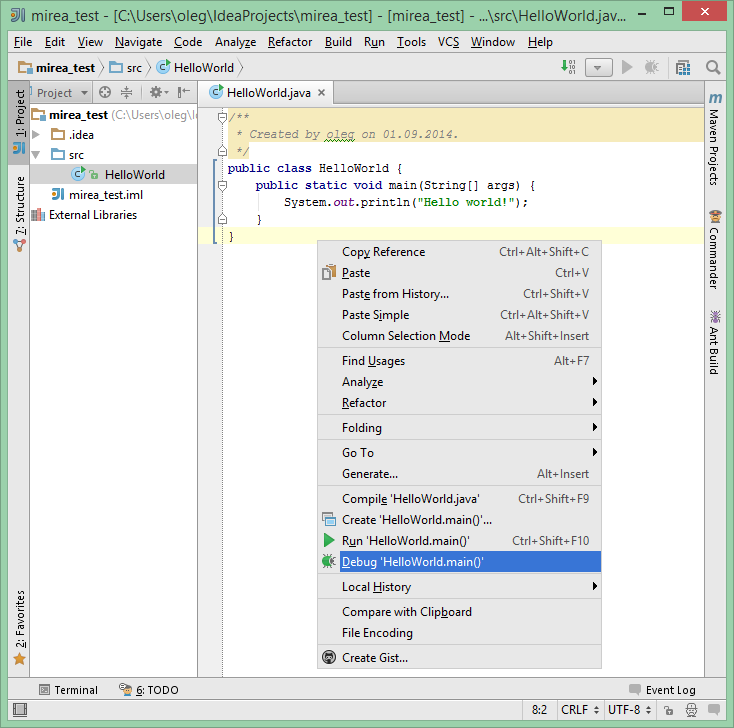 mirea_test - [C:\Users\oleg\IdeaProjects\mirea_test] - [mirea_test] - ...\src\HelloWorld.jav...
File Edit View Navigate Code Analyze Refactor Build Run Tools VCS Window Help
mirea_test src HelloWorld
Project
HelloWorld.java
1: Project
7: Structure
2: Favorites
mirea_test (C:\Users\oleg\I
.idea
src
HelloWorld
mirea_test.iml
External Libraries
/**
* Created by oleg on 01.09.2014.
*/
public class HelloWorld {
public static void main(String[] args) {
System.out.println("Hello world!");
}
}
Copy Reference Ctrl+Alt+Shift+C
Paste Ctrl+V
Paste from History... Ctrl+Shift+V
Paste Simple Ctrl+Alt+Shift+V
Column Selection Mode Alt+Shift+Insert
Find Usages Alt+F7
Analyze
Refactor
Folding
Go To
Generate... Alt+Insert
Compile 'HelloWorld.java' Ctrl+Shift+F9
Create 'HelloWorld.main()'...
Run 'HelloWorld.main()' Ctrl+Shift+F10
Debug 'HelloWorld.main()'
Local History
Compare with Clipboard
File Encoding
Create Gist...
m
Maven Projects
Commander
Ant Build
Terminal 6: TODO Event Log
8:2 CRLF UTF-8